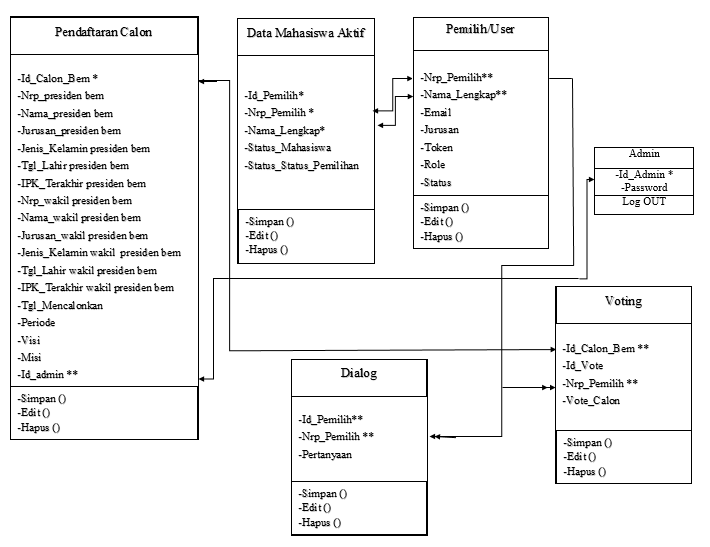 Pendaftaran Calon
-Id_Calon_Bem *
-Nrp_presiden bem
-Nama_presiden bem
-Jurusan_presiden bem
-Jenis_Kelamin presiden bem
-Tgl_Lahir presiden bem
-IPK_Terakhir presiden bem
-Nrp_wakil presiden bem
-Nama_wakil presiden bem
-Jurusan_wakil presiden bem
-Jenis_Kelamin wakil presiden bem
-Tgl_Lahir wakil presiden bem
-IPK_Terakhir wakil presiden bem
-Tgl_Mencalonkan
-Periode
-Visi
-Misi
-Id_admin **
-Simpan ()
-Edit ()
-Hapus ()
Data Mahasiswa Aktif
-Id_Pemilih*
-Nrp_Pemilih *
-Nama_Lengkap*
-Status_Mahasiswa
-Status_Status_Pemilihan
-Simpan ()
-Edit ()
-Hapus ()
Pemilih/User
-Nrp_Pemilih**
-Nama_Lengkap**
-Email
-Jurusan
-Token
-Role
-Status
-Simpan ()
-Edit ()
-Hapus ()
Admin
-Id_Admin *
-Password
Log OUT
Dialog
-Id_Pemilih**
-Nrp_Pemilih **
-Pertanyaan
-Simpan ()
-Edit ()
-Hapus ()
Voting
-Id_Calon_Bem **
-Id_Vote
-Nrp_Pemilih **
-Vote_Calon
-Simpan ()
-Edit ()
-Hapus ()